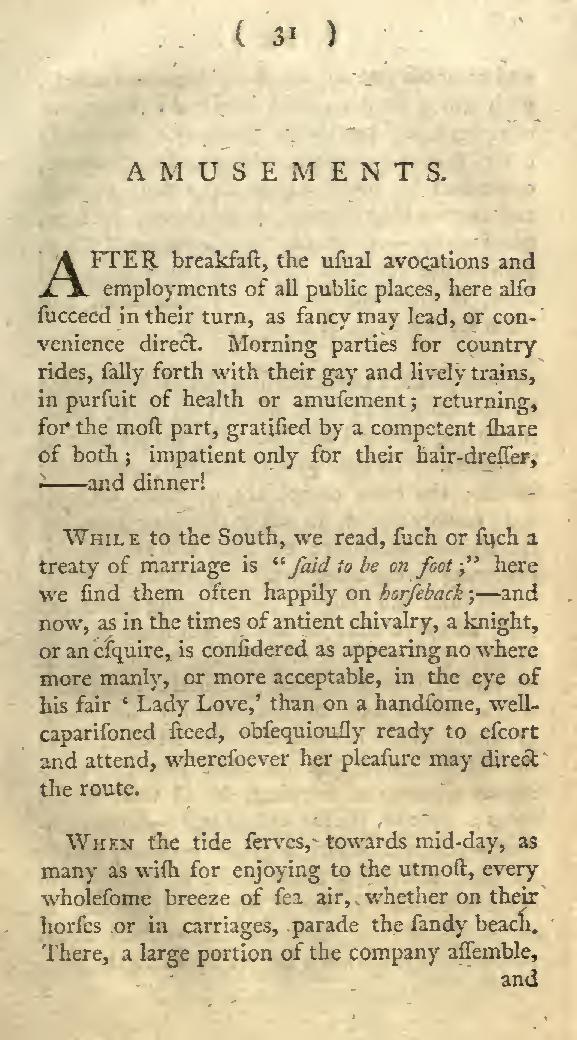 ( 31 )
AMUSEMENTS.
AFTER breakfaſt, the uſual avocations and
employments of all public places, here alſo
ſucceed in their turn, as fancy may lead, or con-
venience direct. Morning parties for country
rides, ſally forth with their gay and lively trains,
in purſuit of health or amuſement; returning,
for the moſt part, gratified by a competent ſhare
of both; impatient only for their hair-dreſſer,
——and dinner!
WHILE to the South, we read, ſuch or ſuch a
treaty of marriage is “ ſaid to be on foot;” here
we find them often happily on horſeback;—and
now, as in the times of antient chivalry, a knight,
or an eſquire, is conſidered as appearing no where
more manly, or more acceptable, in the eye of
his fair ‘ Lady Love,’ than on a handſome, well-
capariſoned ſteed, obſequiouſly ready to eſcort
and attend, whereſoever her pleaſure may direct
the route.
WHEN the tide ſerves, towards mid-day, as
many as wiſh for enjoying to the utmoſt, every
wholeſome breeze of ſea air, whether on their
horſes or in carriages, parade the ſandy beach.
There, a large portion of the company aſſemble,
and